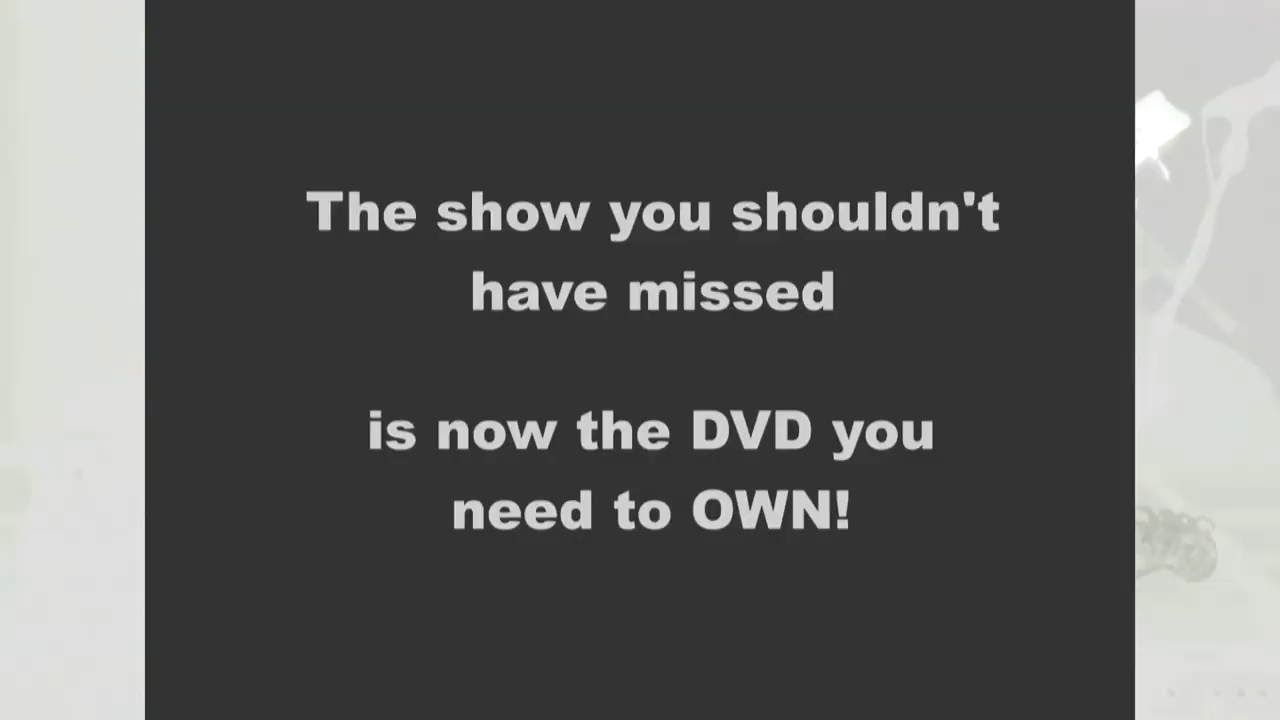 The show you shouldn't
have missed
is now the DVD you
need to OWN!